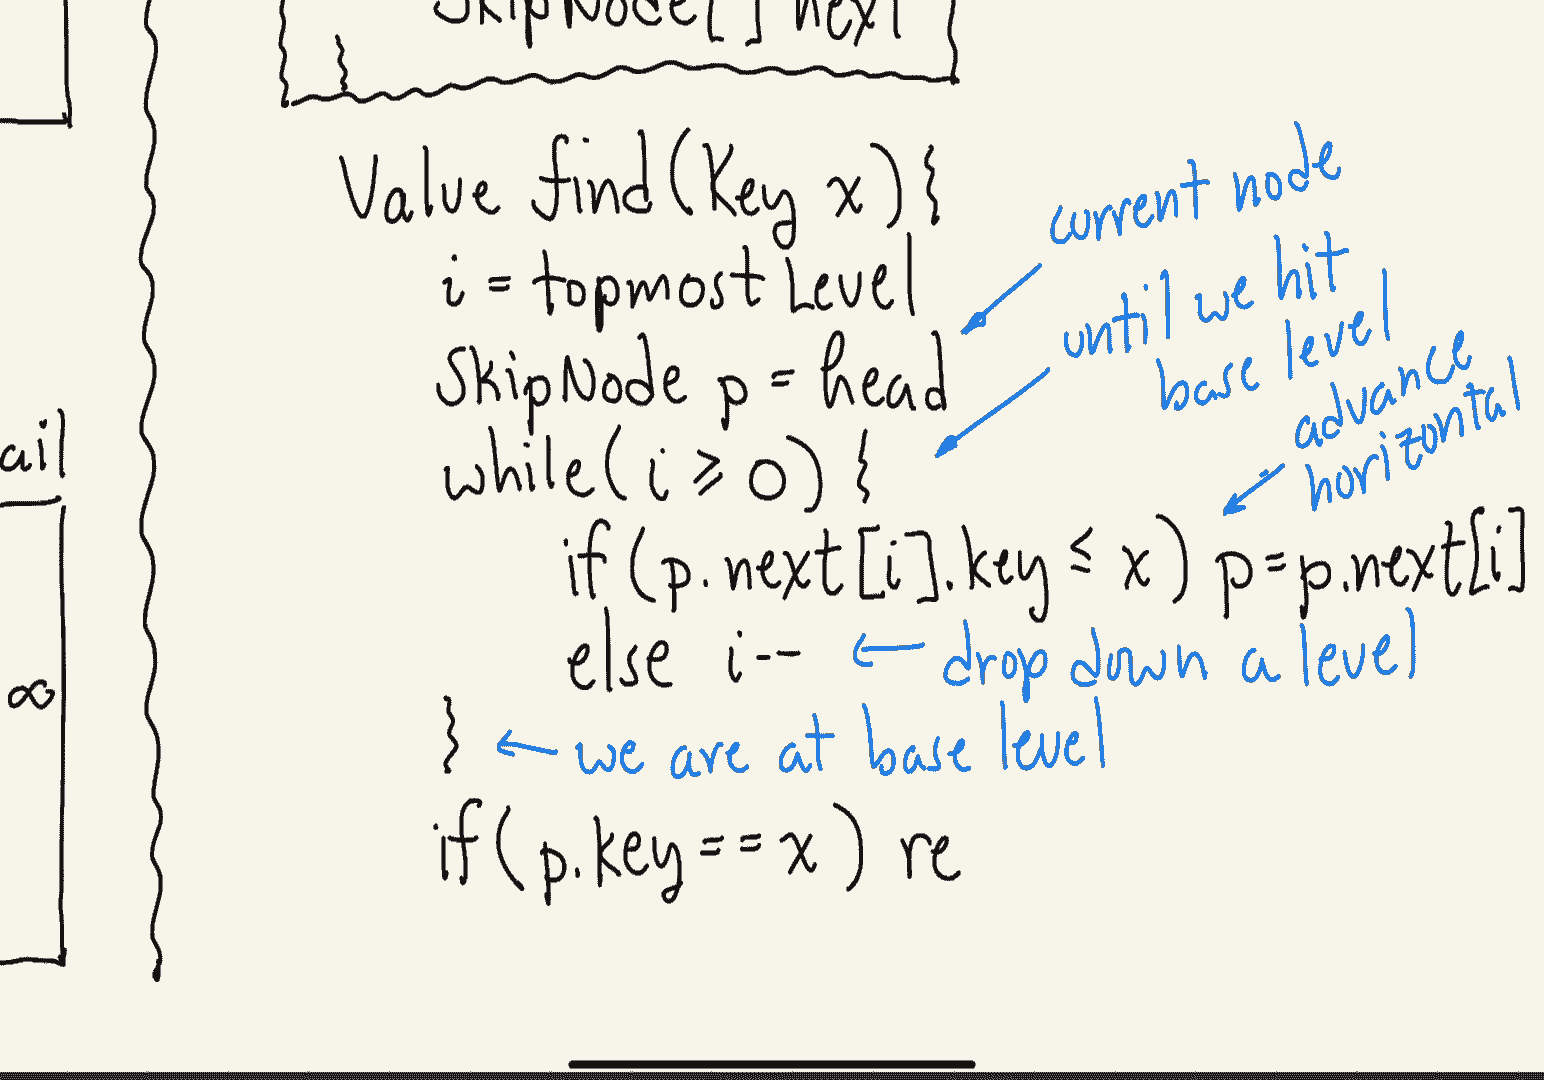 SkipNode[] next
Value find(Key x){
i = topmost Level
current node
SkipNode p = head
until we hit
base level
while(i ≥ 0) {
advance
horizontal
ail
if(p.next[i].key ≤ x) p=p.next[i]
else i-- ← drop down a level
∞
} ← we are at base level
if(p.key == x) re